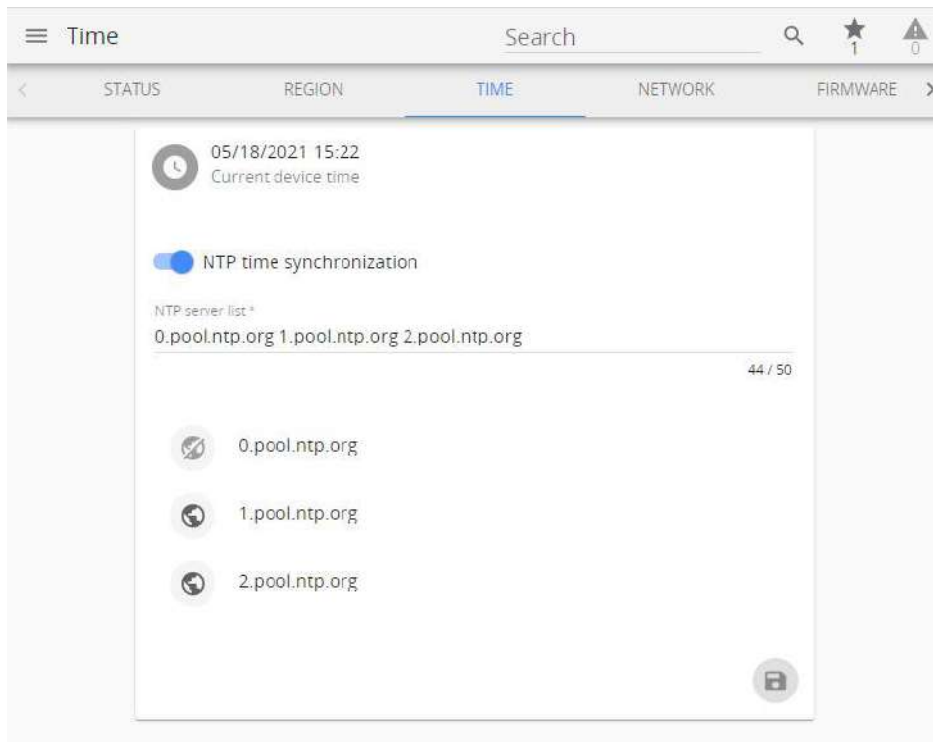 Time Search
1 0
STATUS REGION TIME NETWORK FIRMWARE
05/18/2021 15:22
Current device time
NTP time synchronization
NTP server list *
0.pool.ntp.org 1.pool.ntp.org 2.pool.ntp.org
44 / 50
0.pool.ntp.org
1.pool.ntp.org
2.pool.ntp.org